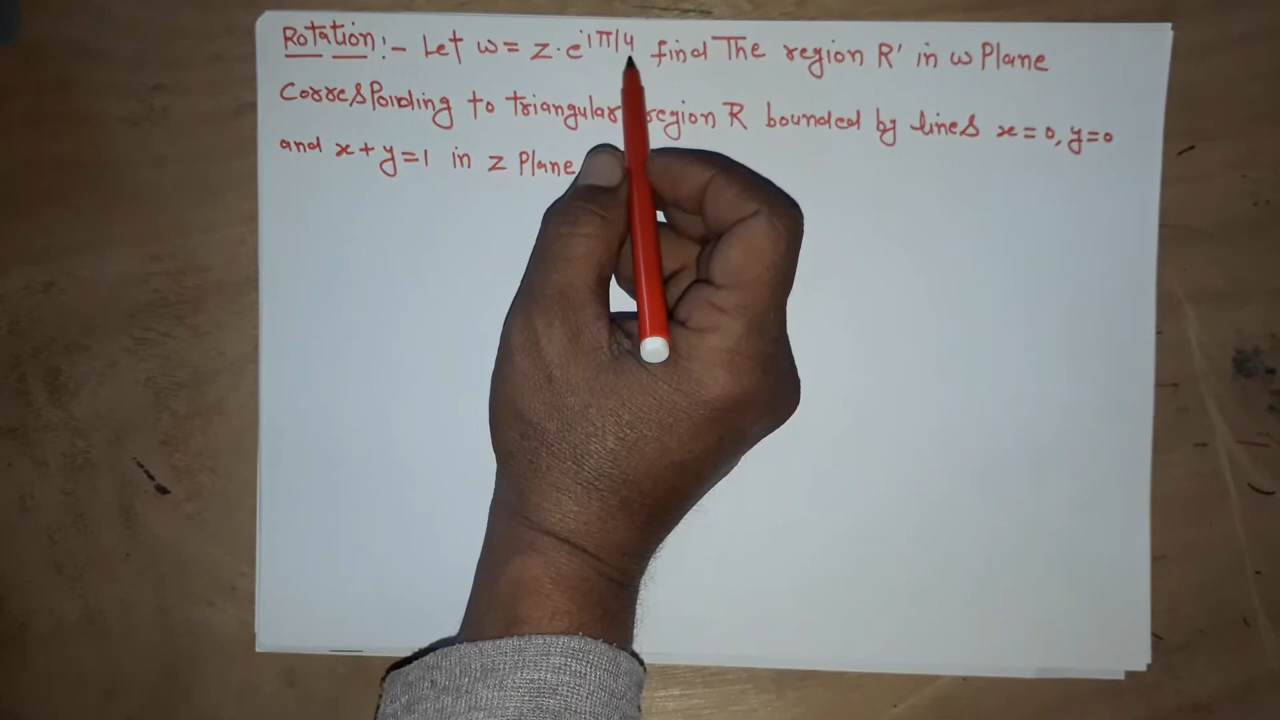 Rotation:- Let w = z·e^iπ/4 find The region R' in w Plane
Corresponding to triangular region R bounded by lines x=0, y=0
and x+y=1 in z Plane